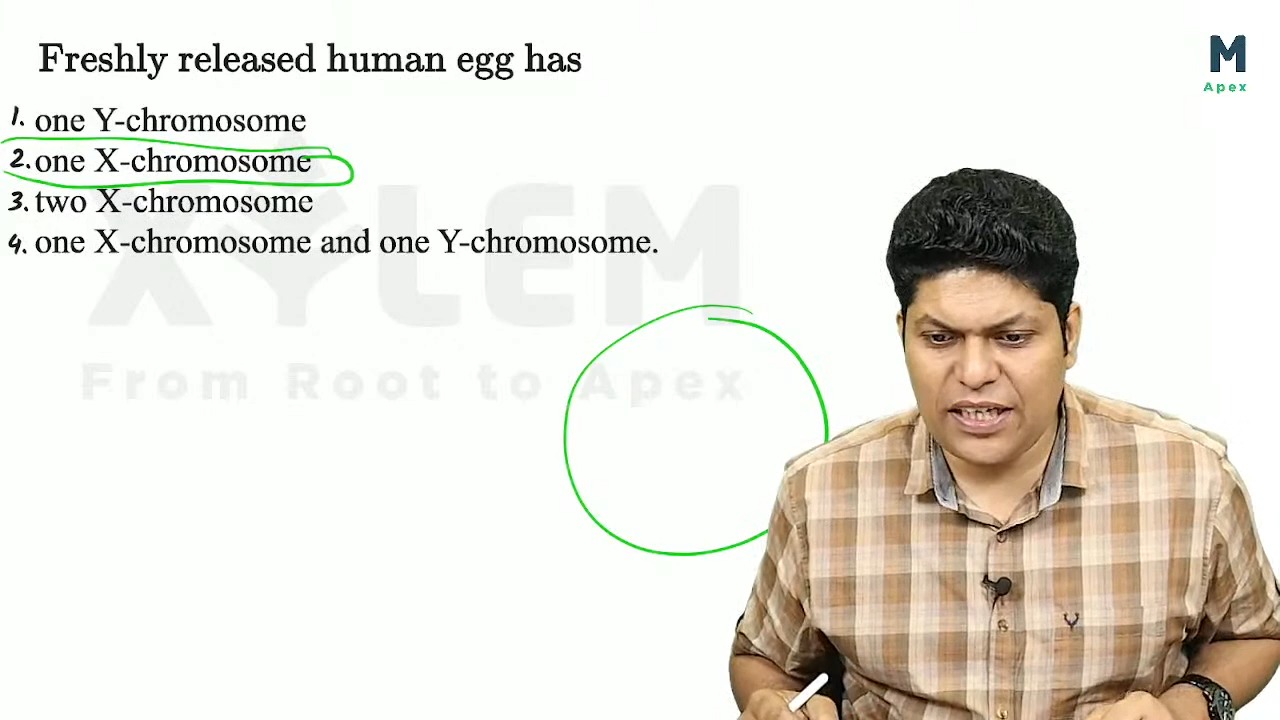 Freshly released human egg has
M
Apex
1. one Y-chromosome
2. one X-chromosome
3. two X-chromosome
4. one X-chromosome and one Y-chromosome.
XYLEM
From Root to Apex